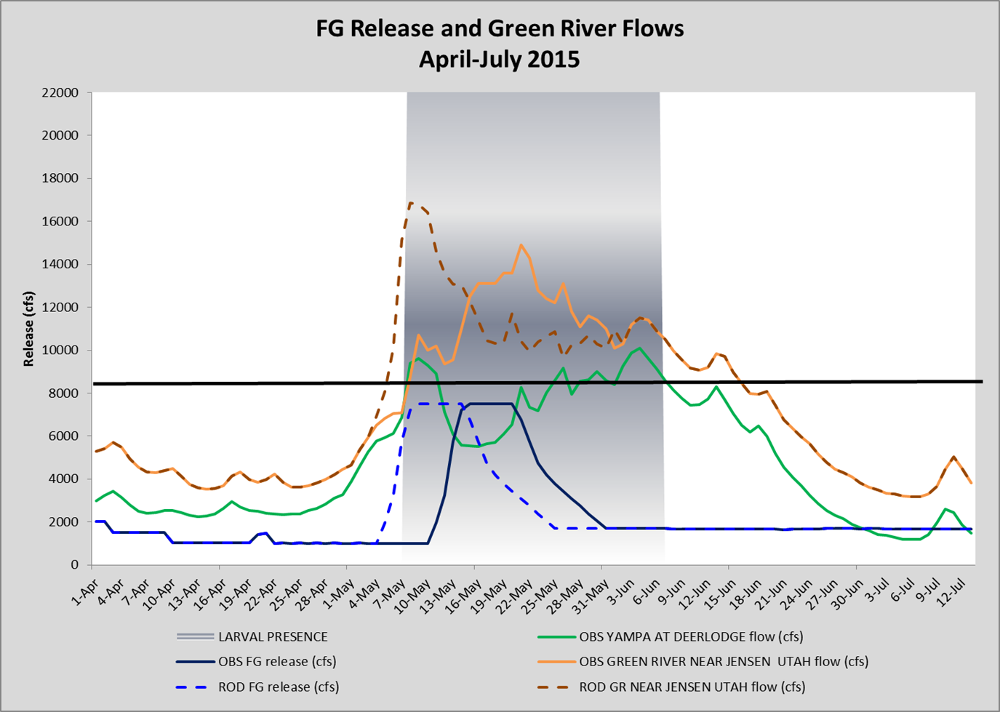 FG Release and Green River Flows
April-July 2015
Release (cfs)
22000
20000
18000
16000
14000
12000
10000
8000
6000
4000
2000
0
1-Apr
4-Apr
7-Apr
10-Apr
13-Apr
16-Apr
19-Apr
22-Apr
25-Apr
28-Apr
1-May
4-May
7-May
10-May
13-May
16-May
19-May
22-May
25-May
28-May
31-May
3-Jun
6-Jun
9-Jun
12-Jun
15-Jun
18-Jun
21-Jun
24-Jun
27-Jun
30-Jun
3-Jul
6-Jul
9-Jul
12-Jul
LARVAL PRESENCE
OBS YAMPA AT DEERLODGE flow (cfs)
OBS FG release (cfs)
OBS GREEN RIVER NEAR JENSEN  UTAH flow (cfs)
ROD FG release (cfs)
ROD GR NEAR JENSEN UTAH flow (cfs)